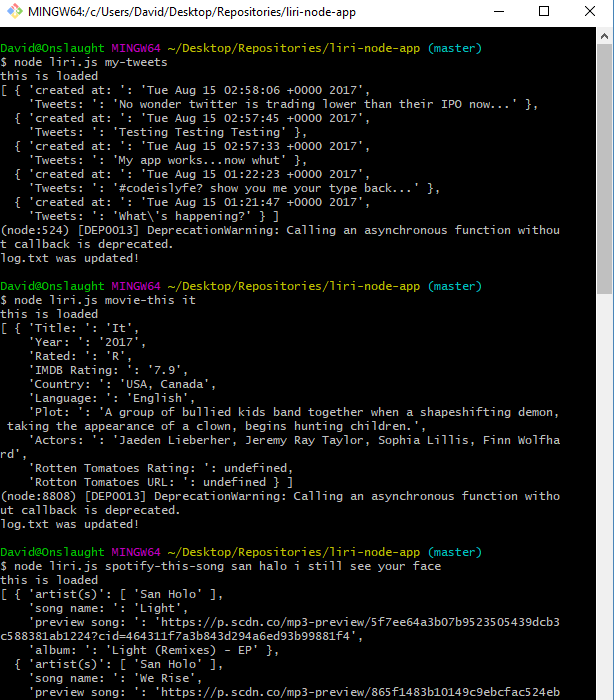 MINGW64:/c/Users/David/Desktop/Repositories/liri-node-app
David@Onslaught MINGW64 ~/Desktop/Repositories/liri-node-app (master)
$ node liri.js my-tweets
this is loaded
[ { 'created at: ': 'Tue Aug 15 02:58:06 +0000 2017',
    'Tweets: ': 'No wonder twitter is trading lower than their IPO now...' },
  { 'created at: ': 'Tue Aug 15 02:57:45 +0000 2017',
    'Tweets: ': 'Testing Testing Testing' },
  { 'created at: ': 'Tue Aug 15 02:57:33 +0000 2017',
    'Tweets: ': 'My app works...now whut' },
  { 'created at: ': 'Tue Aug 15 01:22:23 +0000 2017',
    'Tweets: ': '#codeislyfe? show you me your type back...' },
  { 'created at: ': 'Tue Aug 15 01:21:47 +0000 2017',
    'Tweets: ': 'What\'s happening?' } ]
(node:524) [DEP0013] DeprecationWarning: Calling an asynchronous function withou
t callback is deprecated.
log.txt was updated!
David@Onslaught MINGW64 ~/Desktop/Repositories/liri-node-app (master)
$ node liri.js movie-this it
this is loaded
[ { 'Title: ': 'It',
    'Year: ': '2017',
    'Rated: ': 'R',
    'IMDB Rating: ': '7.9',
    'Country: ': 'USA, Canada',
    'Language: ': 'English',
    'Plot: ': 'A group of bullied kids band together when a shapeshifting demon,
 taking the appearance of a clown, begins hunting children.',
    'Actors: ': 'Jaeden Lieberher, Jeremy Ray Taylor, Sophia Lillis, Finn Wolfha
rd',
    'Rotten Tomatoes Rating: ': undefined,
    'Rotton Tomatoes URL: ': undefined } ]
(node:8808) [DEP0013] DeprecationWarning: Calling an asynchronous function witho
ut callback is deprecated.
log.txt was updated!
David@Onslaught MINGW64 ~/Desktop/Repositories/liri-node-app (master)
$ node liri.js spotify-this-song san halo i still see your face
this is loaded
[ { 'artist(s)': [ 'San Holo' ],
    'song name: ': 'Light',
    'preview song: ': 'https://p.scdn.co/mp3-preview/5f7ee64a3b07b9523505439dcb3
c588381ab1224?cid=464311f7a3b843d294a6ed93b99881f4',
    'album: ': 'Light (Remixes) - EP' },
  { 'artist(s)': [ 'San Holo' ],
    'song name: ': 'We Rise',
    'preview song: ': 'https://p.scdn.co/mp3-preview/865f1483b10149c9ebcfac524eb